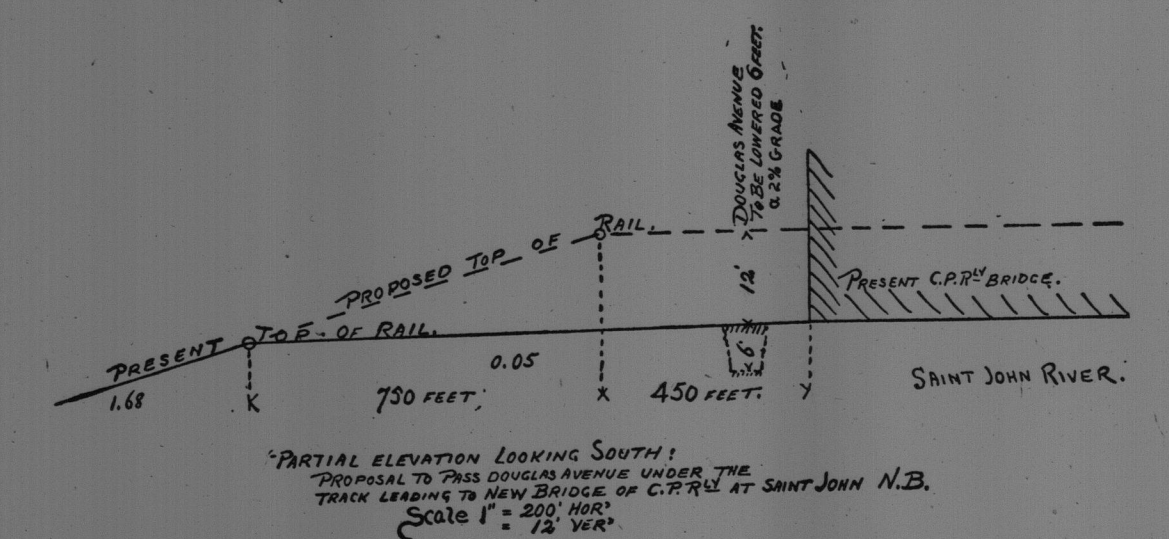 DOUGLAS AVENUE
TO BE LOWERED 6 FEET.
@ 2% GRADE
PROPOSED TOP OF RAIL.
12'
PRESENT C.P.RLY BRIDGE.
PRESENT TOP OF RAIL.
1.68
0.05
6'
K
750 FEET;
X
450 FEET.
Y
SAINT JOHN RIVER.
PARTIAL ELEVATION LOOKING SOUTH:
PROPOSAL TO PASS DOUGLAS AVENUE UNDER THE
TRACK LEADING TO NEW BRIDGE OF C.P.RLY AT SAINT JOHN N.B.
Scale 1" = 200' HOR'
= 12' VER'